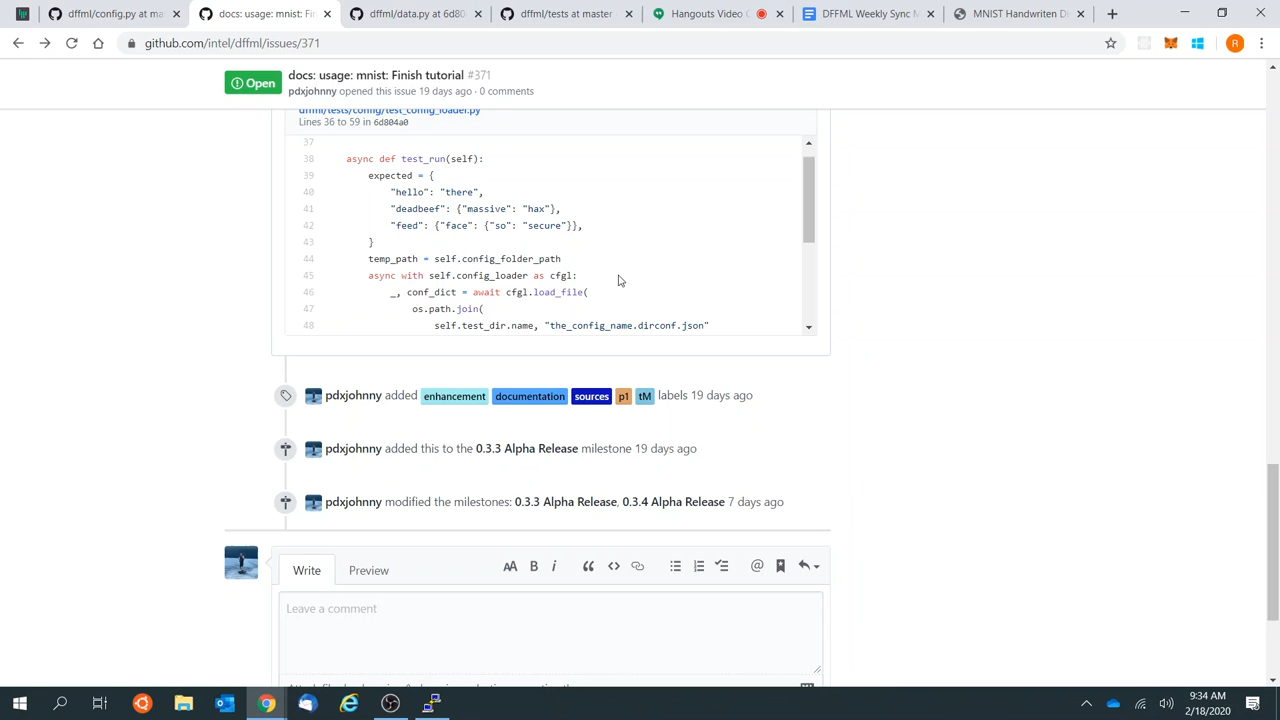 dffml/config.py at ma
docs: usage: mnist: Fi
dffml/data.py at 6d80
dffml/tests at master
Hangouts Video C
DFFML Weekly Sync M
MNIST Handwriten D
github.com/intel/dffml/issues/371
R
Open
docs: usage: mnist: Finish tutorial #371
pdxjohnny opened this issue 19 days ago · 0 comments
dffml/tests/config/test_config_loader.py
Lines 36 to 59 in 6d804a0
37
38 async def test_run(self):
39 expected = {
40 "hello": "there",
41 "deadbeef": {"massive": "hax"},
42 "feed": {"face": {"so": "secure"}},
43 }
44 temp_path = self.config_folder_path
45 async with self.config_loader as cfgl:
46 _, conf_dict = await cfgl.load_file(
47 os.path.join(
48 self.test_dir.name, "the_config_name.dirconf.json"
pdxjohnny added enhancement documentation sources p1 tM labels 19 days ago
pdxjohnny added this to the 0.3.3 Alpha Release milestone 19 days ago
pdxjohnny modified the milestones: 0.3.3 Alpha Release, 0.3.4 Alpha Release 7 days ago
Write
Preview
Leave a comment
9:34 AM
2/18/2020